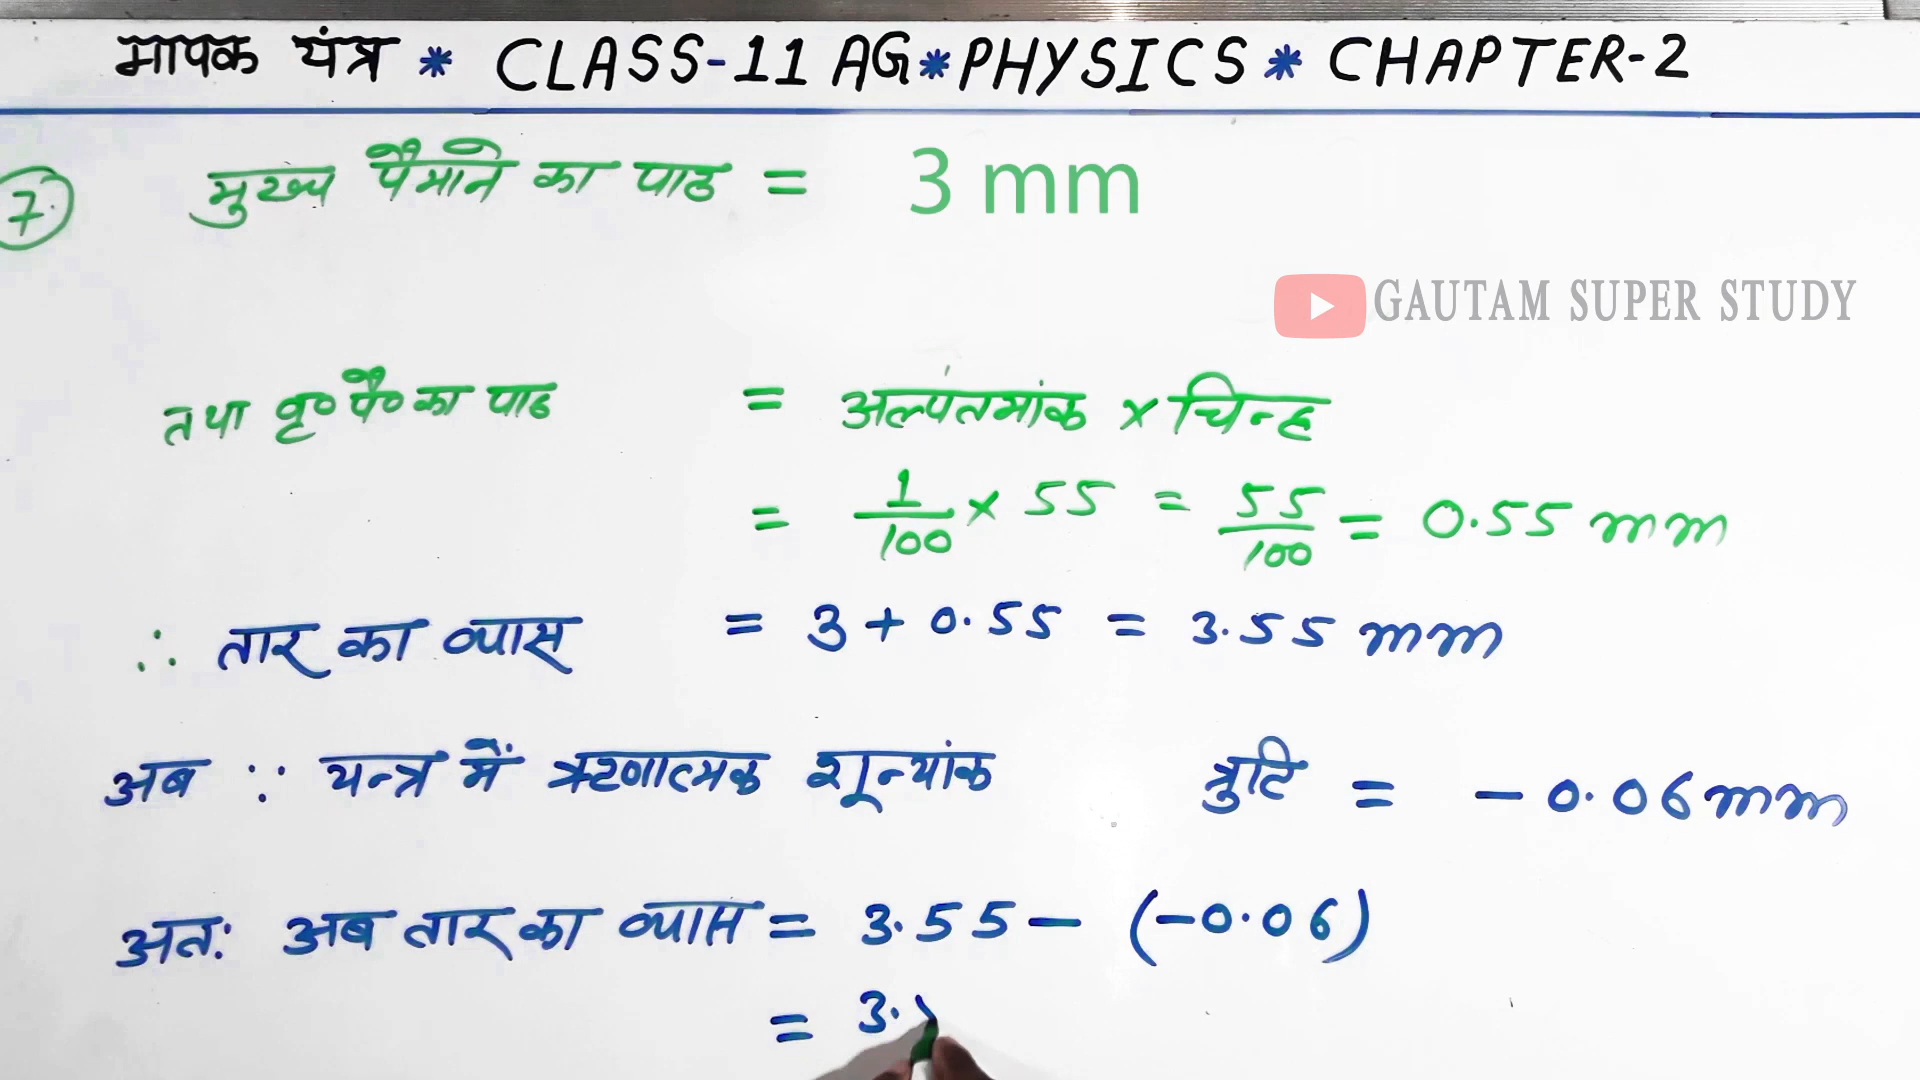 मापक यंत्र * CLASS-11 AG * PHYSICS * CHAPTER-2
7. मुख्य पैमाने का पाठ = 3 mm
GAUTAM SUPER STUDY
तथा वृ० पै० का पाठ = अल्पंतमांक × चिन्ह
= 1/100 × 55 = 55/100 = 0.55 mm
∴ तार का व्यास = 3 + 0.55 = 3.55 mm
अब ∵ यन्त्र में ऋणात्मक शून्यांक त्रुटि = - 0.06 mm
अतः अब तार का व्यास = 3.55 - (-0.06)
= 3.